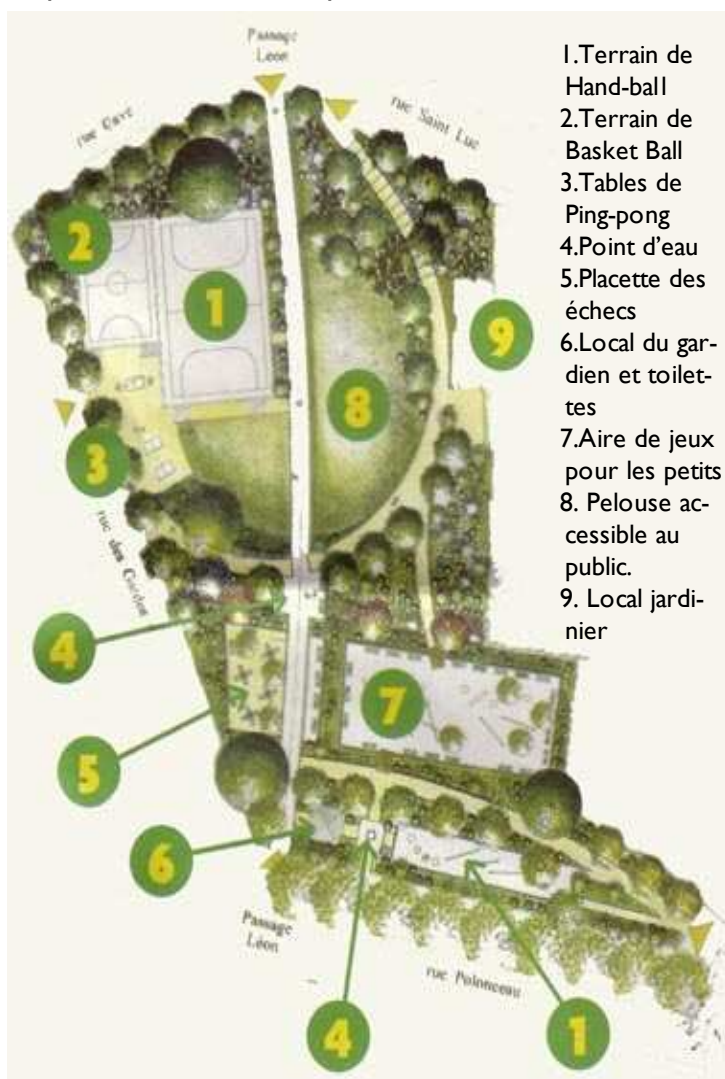 Passage
Léon
rue Cavé
rue Saint Luc
1.Terrain de
Hand-ball
2.Terrain de
Basket Ball
3.Tables de
Ping-pong
4.Point d'eau
5.Placette des
échecs
6.Local du gar-
dien et toilet-
tes
7.Aire de jeux
pour les petits
8. Pelouse ac-
cessible au
public.
9. Local jardi-
nier
2
1
9
8
3
rue des Gardes
4
7
5
6
Passage
Léon
rue Polonceau
4
1